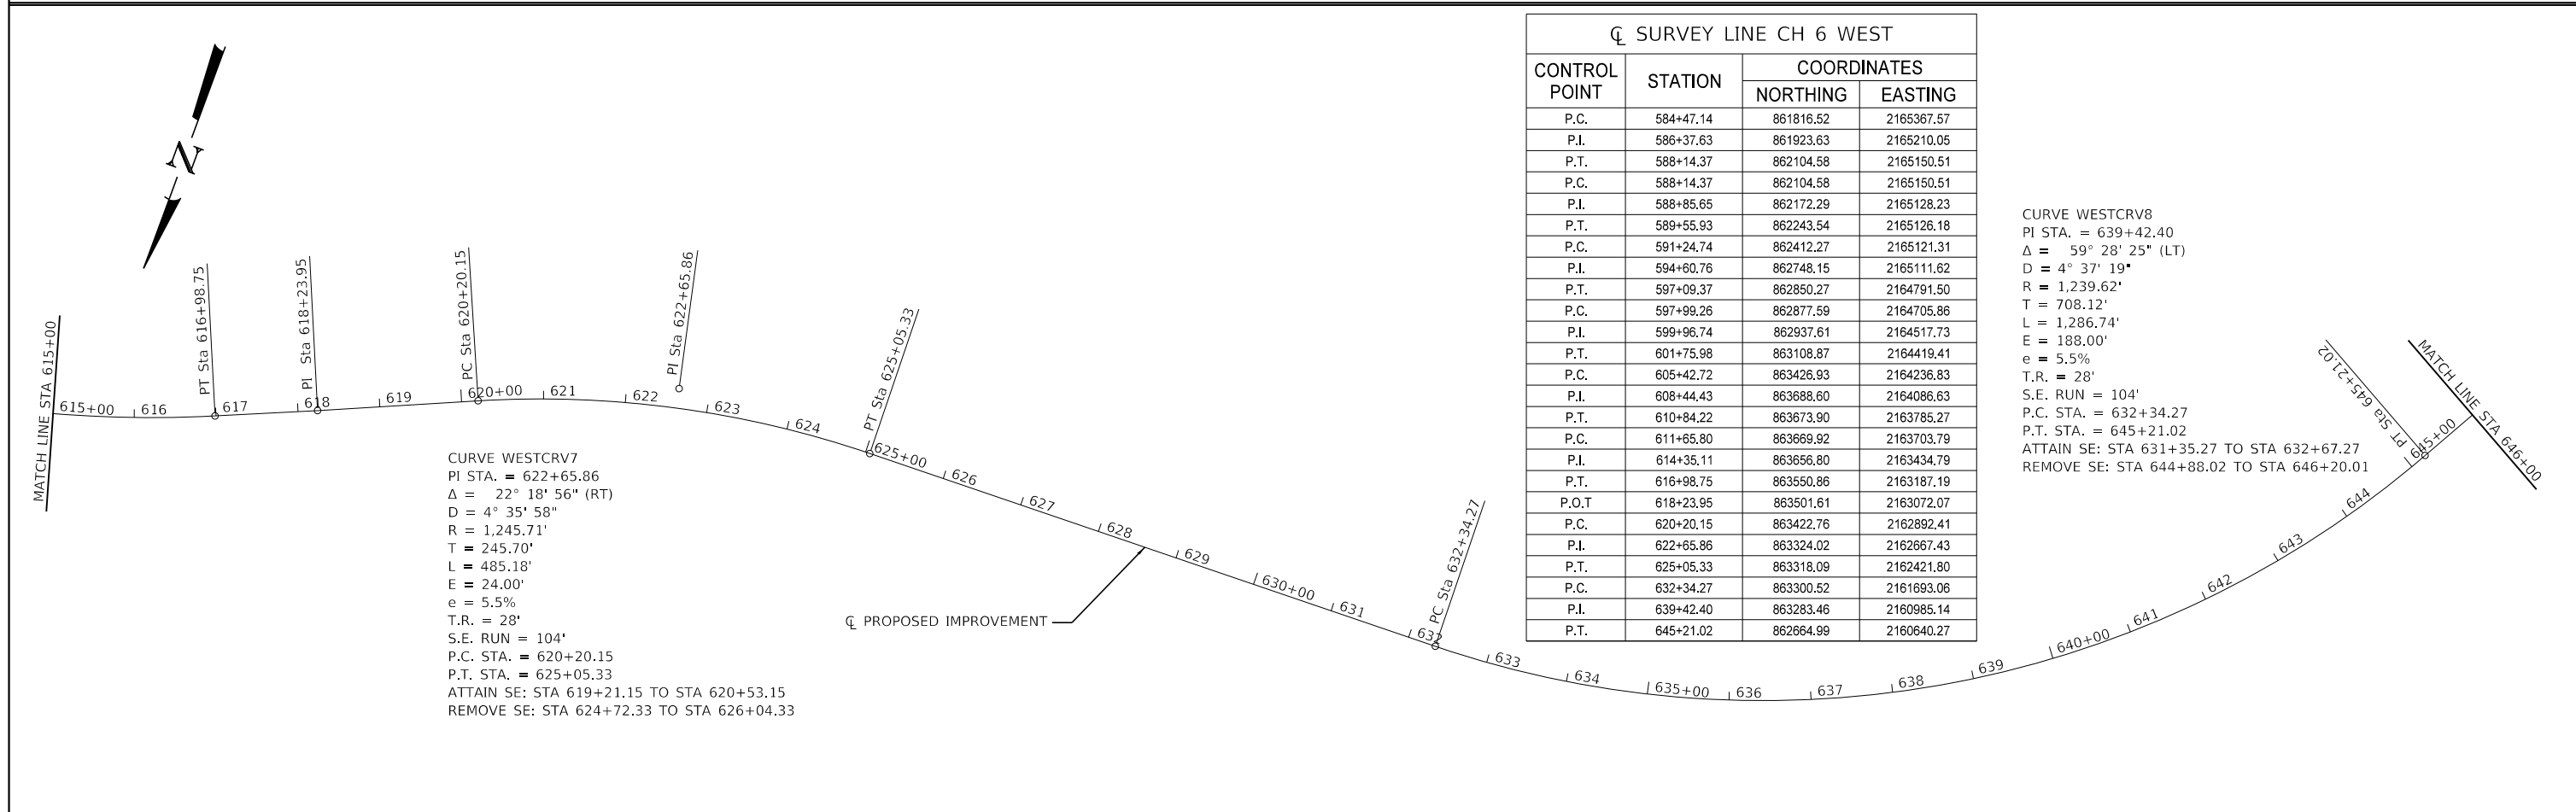 ℄ SURVEY LINE CH 6 WEST
CONTROL POINT STATION COORDINATES
NORTHING EASTING
P.C. 584+47.14 861816.52 2165367.57
P.I. 586+37.63 861923.63 2165210.05
P.T. 588+14.37 862104.58 2165150.51
P.C. 588+14.37 862104.58 2165150.51
P.I. 588+85.65 862172.29 2165128.23
P.T. 589+55.93 862243.54 2165126.18
P.C. 591+24.74 862412.27 2165121.31
P.I. 594+60.76 862748.15 2165111.62
P.T. 597+09.37 862850.27 2164791.50
P.C. 597+99.26 862877.59 2164705.86
P.I. 599+96.74 862937.61 2164517.73
P.T. 601+75.98 863108.87 2164419.41
P.C. 605+42.72 863426.93 2164236.83
P.I. 608+44.43 863688.60 2164086.63
P.T. 610+84.22 863673.90 2163785.27
P.C. 611+65.80 863669.92 2163703.79
P.I. 614+35.11 863656.80 2163434.79
P.T. 616+98.75 863550.86 2163187.19
P.O.T 618+23.95 863501.61 2163072.07
P.C. 620+20.15 863422.76 2162892.41
P.I. 622+65.86 863324.02 2162667.43
P.T. 625+05.33 863318.09 2162421.80
P.C. 632+34.27 863300.52 2161693.06
P.I. 639+42.40 863283.46 2160985.14
P.T. 645+21.02 862664.99 2160640.27
N
MATCH LINE STA 615+00
PT Sta 616+98.75
PI Sta 618+23.95
PC Sta 620+20.15
PI Sta 622+65.86
PT Sta 625+05.33
PC Sta 632+34.27
PT Sta 645+21.02
MATCH LINE STA 646+00
615+00
616
617
618
619
620+00
621
622
623
624
625+00
626
627
628
629
630+00
631
632
633
634
635+00
636
637
638
639
640+00
641
642
643
644
645+00
CURVE WESTCRV7
PI STA. = 622+65.86
Δ = 22° 18' 56" (RT)
D = 4° 35' 58"
R = 1,245.71'
T = 245.70'
L = 485.18'
E = 24.00'
e = 5.5%
T.R. = 28'
S.E. RUN = 104'
P.C. STA. = 620+20.15
P.T. STA. = 625+05.33
ATTAIN SE: STA 619+21.15 TO STA 620+53.15
REMOVE SE: STA 624+72.33 TO STA 626+04.33
℄ PROPOSED IMPROVEMENT
CURVE WESTCRV8
PI STA. = 639+42.40
Δ = 59° 28' 25" (LT)
D = 4° 37' 19"
R = 1,239.62'
T = 708.12'
L = 1,286.74'
E = 188.00'
e = 5.5%
T.R. = 28'
S.E. RUN = 104'
P.C. STA. = 632+34.27
P.T. STA. = 645+21.02
ATTAIN SE: STA 631+35.27 TO STA 632+67.27
REMOVE SE: STA 644+88.02 TO STA 646+20.01